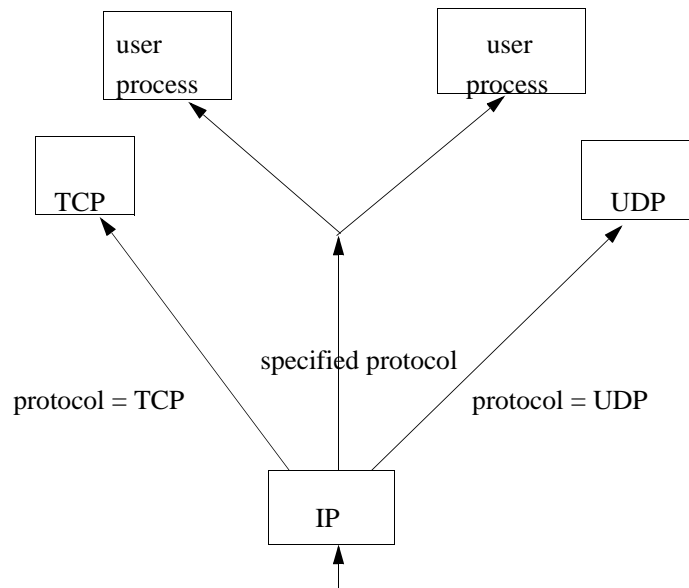 user
process
user
process
TCP
UDP
specified protocol
protocol = TCP
protocol = UDP
IP